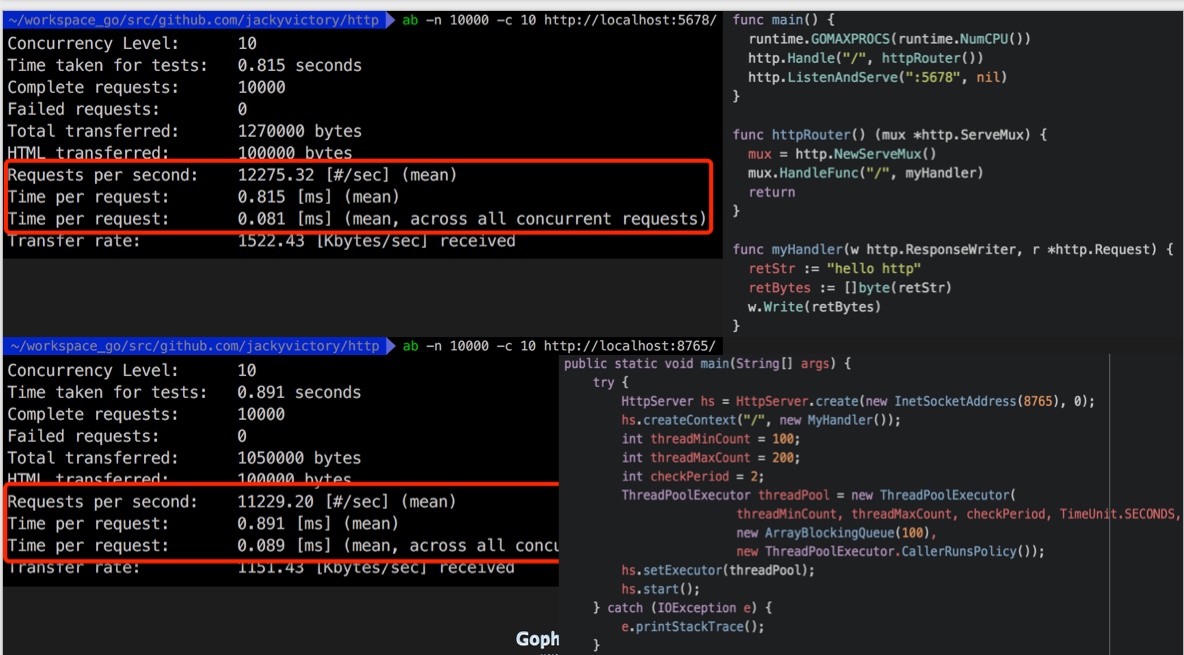 ~/workspace_go/src/github.com/jackyvictory/http ab -n 10000 -c 10 http://localhost:5678/
Concurrency Level: 10
Time taken for tests: 0.815 seconds
Complete requests: 10000
Failed requests: 0
Total transferred: 1270000 bytes
HTML transferred: 100000 bytes
Requests per second: 12275.32 [#/sec] (mean)
Time per request: 0.815 [ms] (mean)
Time per request: 0.081 [ms] (mean, across all concurrent requests)
Transfer rate: 1522.43 [Kbytes/sec] received
func main() {
runtime.GOMAXPROCS(runtime.NumCPU())
http.Handle("/", httpRouter())
http.ListenAndServe(":5678", nil)
}
func httpRouter() (mux *http.ServeMux) {
mux = http.NewServeMux()
mux.HandleFunc("/", myHandler)
return
}
func myHandler(w http.ResponseWriter, r *http.Request) {
retStr := "hello http"
retBytes := []byte(retStr)
w.Write(retBytes)
}
~/workspace_go/src/github.com/jackyvictory/http ab -n 10000 -c 10 http://localhost:8765/
Concurrency Level: 10
Time taken for tests: 0.891 seconds
Complete requests: 10000
Failed requests: 0
Total transferred: 1050000 bytes
HTML transferred: 100000 bytes
Requests per second: 11229.20 [#/sec] (mean)
Time per request: 0.891 [ms] (mean)
Time per request: 0.089 [ms] (mean, across all concu
Transfer rate: 1151.43 [Kbytes/sec] received
public static void main(String[] args) {
try {
HttpServer hs = HttpServer.create(new InetSocketAddress(8765), 0);
hs.createContext("/", new MyHandler());
int threadMinCount = 100;
int threadMaxCount = 200;
int checkPeriod = 2;
ThreadPoolExecutor threadPool = new ThreadPoolExecutor(
threadMinCount, threadMaxCount, checkPeriod, TimeUnit.SECONDS,
new ArrayBlockingQueue(100),
new ThreadPoolExecutor.CallerRunsPolicy());
hs.setExecutor(threadPool);
hs.start();
} catch (IOException e) {
e.printStackTrace();
}
Goph